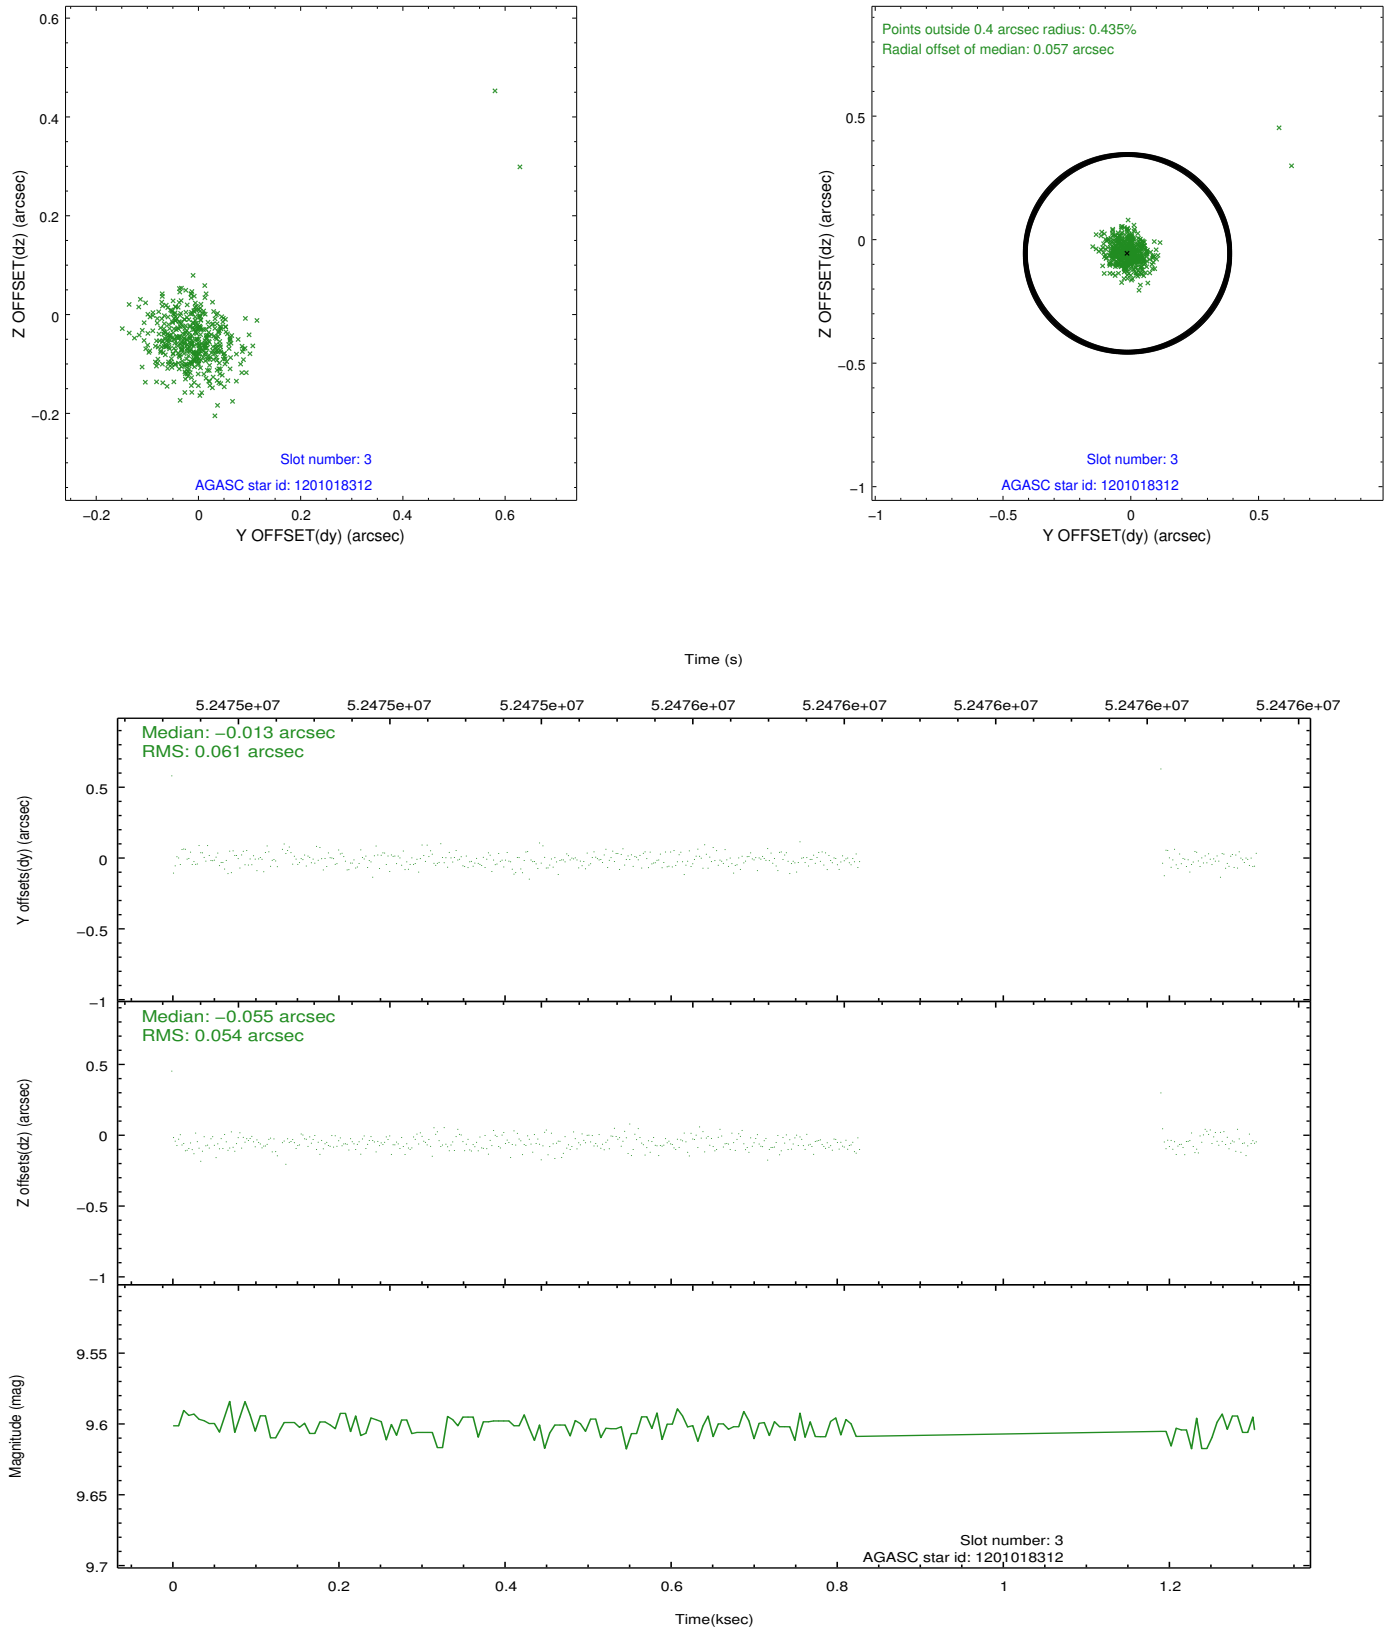 0.6
0.4
0.2
0
−0.2
Z OFFSET(dz) (arcsec)
Slot number: 3
AGASC star id: 1201018312
−0.2 0 0.2 0.4 0.6
Y OFFSET(dy) (arcsec)
Points outside 0.4 arcsec radius: 0.435%
Radial offset of median: 0.057 arcsec
0.5
0
−0.5
−1
Z OFFSET(dz) (arcsec)
Slot number: 3
AGASC star id: 1201018312
−1 −0.5 0 0.5
Y OFFSET(dy) (arcsec)
Time (s)
5.2475e+07 5.2475e+07 5.2475e+07 5.2476e+07 5.2476e+07 5.2476e+07 5.2476e+07 5.2476e+07
Median: −0.013 arcsec
RMS: 0.061 arcsec
0.5
0
−0.5
−1
Y offsets(dy) (arcsec)
Median: −0.055 arcsec
RMS: 0.054 arcsec
0.5
0
−0.5
−1
Z offsets(dz) (arcsec)
9.55
9.6
9.65
9.7
Magnitude (mag)
Slot number: 3
AGASC star id: 1201018312
0 0.2 0.4 0.6 0.8 1 1.2
Time(ksec)